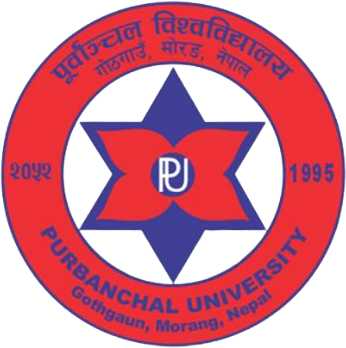 पूर्वाञ्चल विश्वविद्यालय
गोठगाउँ, मोरङ, नेपाल
२०५२
PU
1995
PURBANCHAL UNIVERSITY
Gothgaun, Morang, Nepal